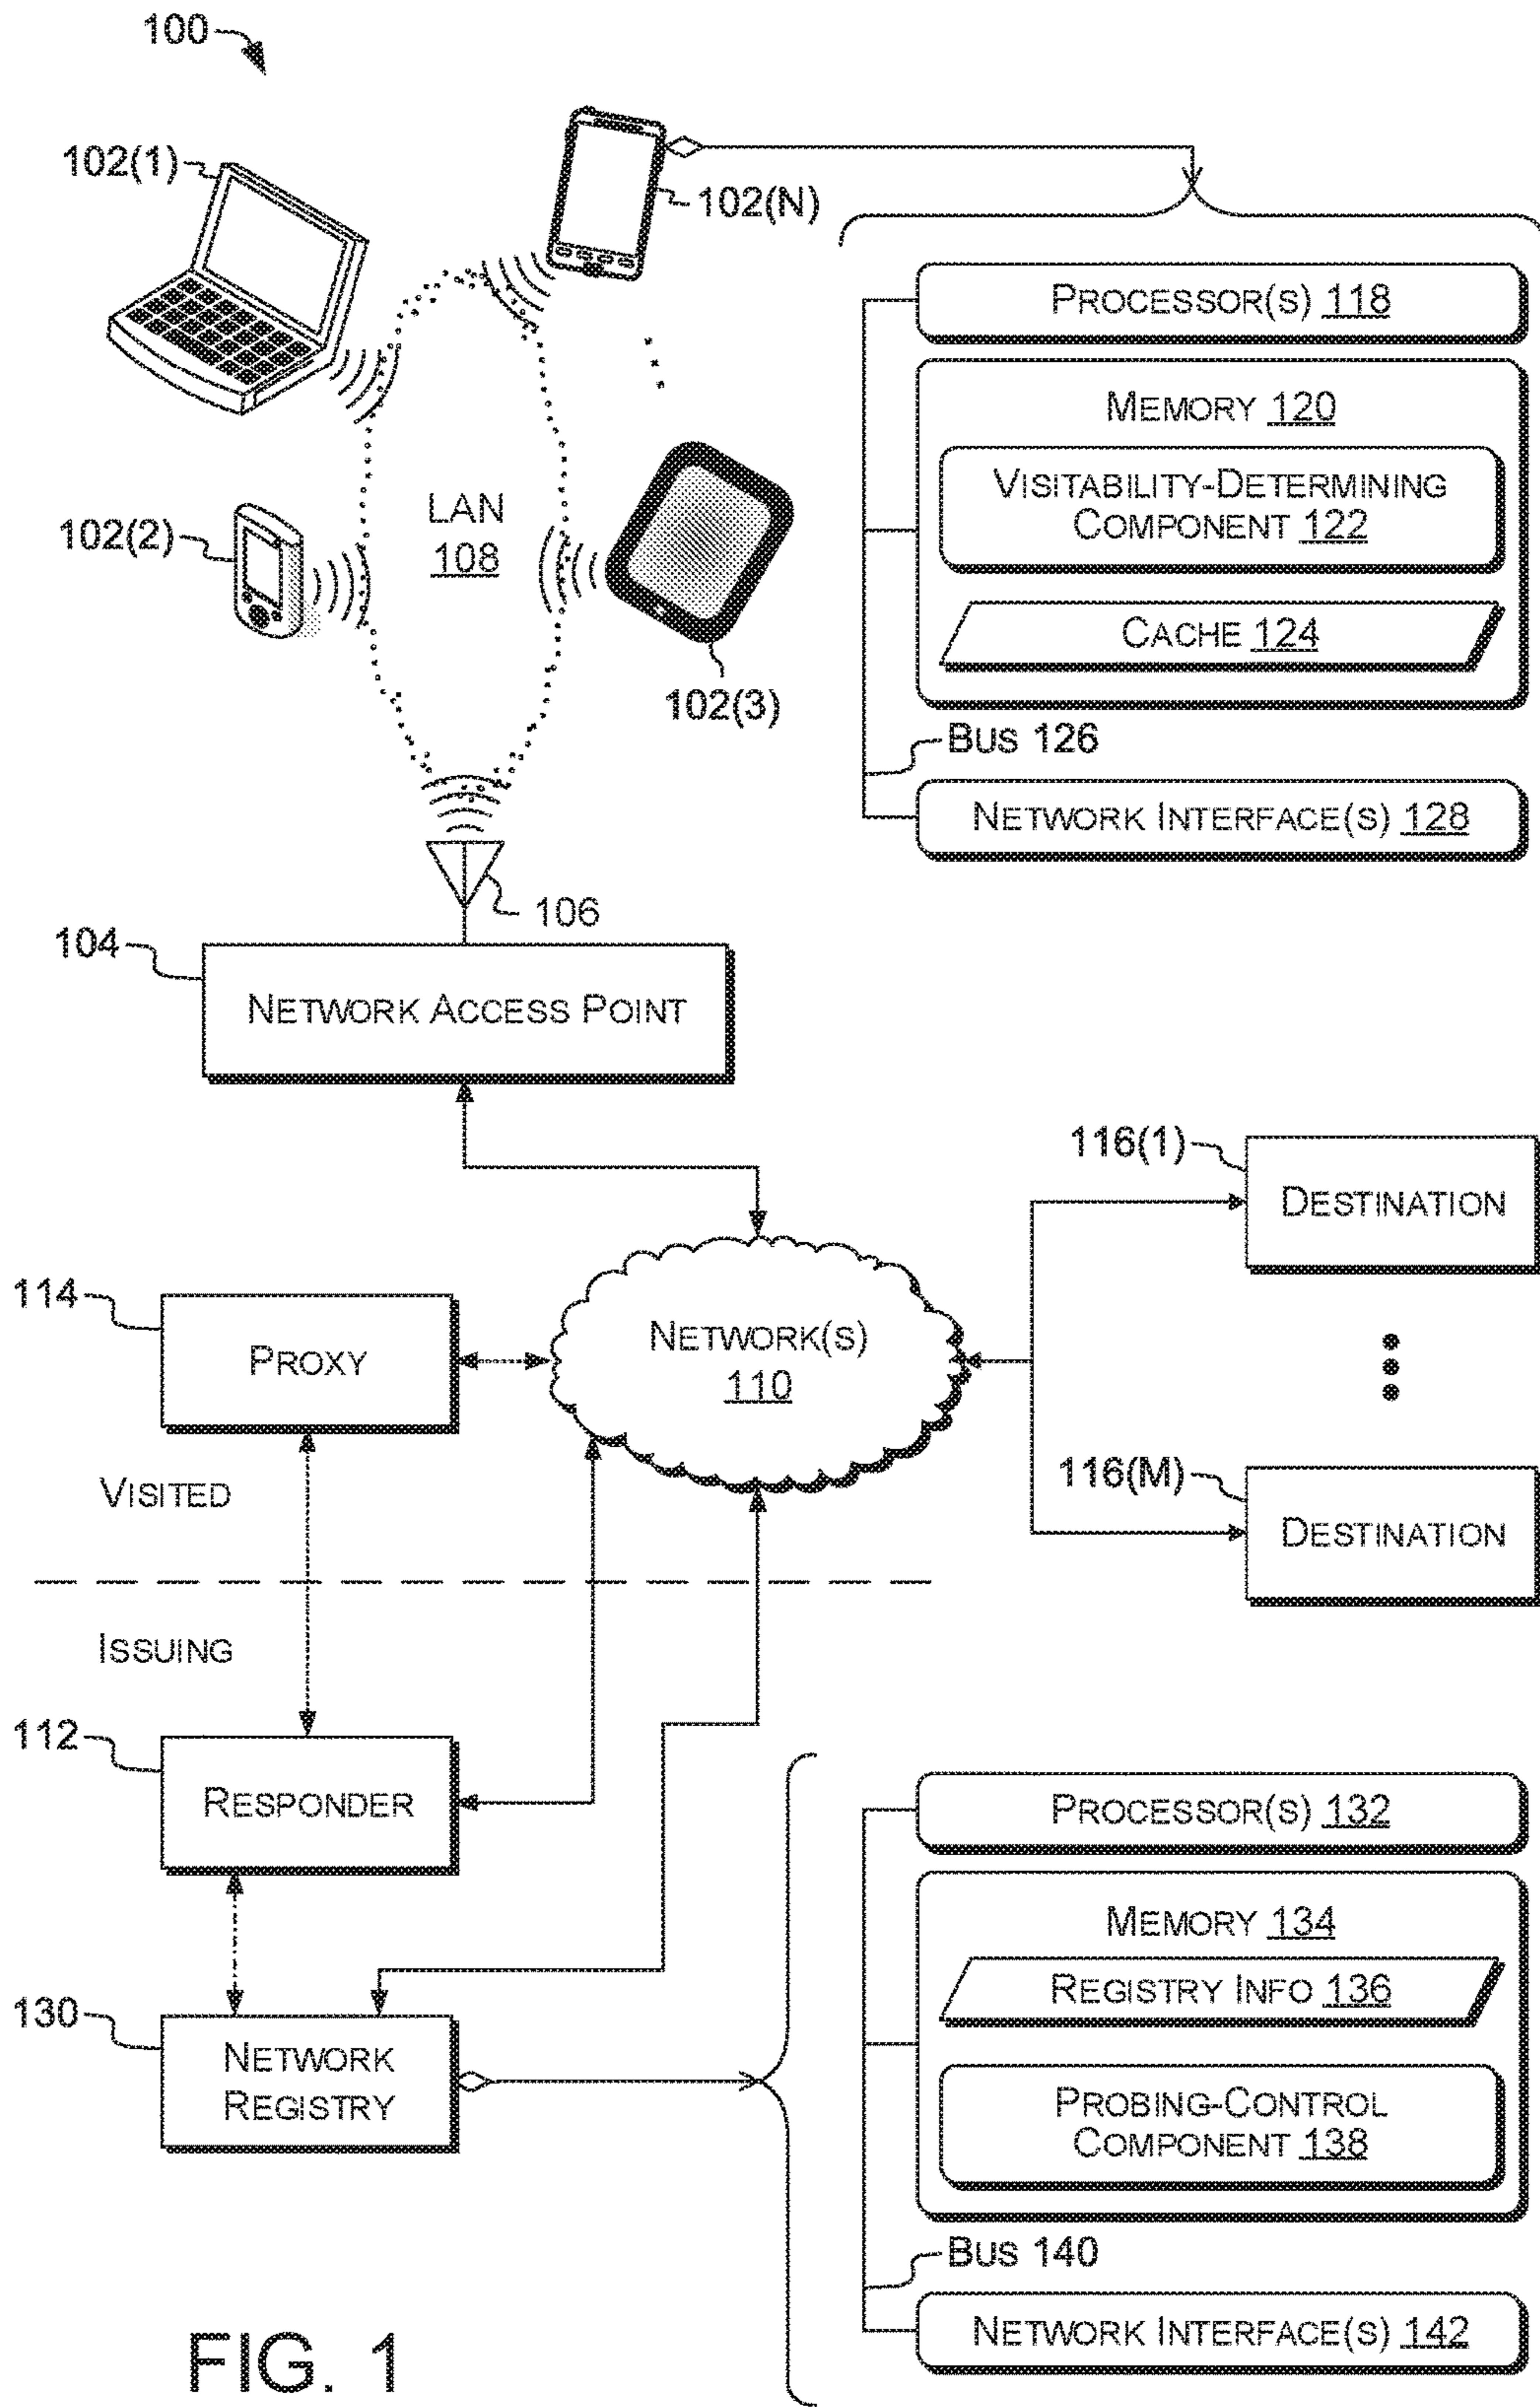 100
102(1)
102(N)
PROCESSOR(S) 118
MEMORY 120
VISITABILITY-DETERMINING
COMPONENT 122
CACHE 124
BUS 126
NETWORK INTERFACE(S) 128
LAN
108
102(2)
102(3)
106
104
NETWORK ACCESS POINT
116(1)
DESTINATION
114
PROXY
NETWORK(S)
110
116(M)
DESTINATION
VISITED
ISSUING
112
RESPONDER
130
NETWORK
REGISTRY
PROCESSOR(S) 132
MEMORY 134
REGISTRY INFO 136
PROBING-CONTROL
COMPONENT 138
BUS 140
NETWORK INTERFACE(S) 142
FIG. 1